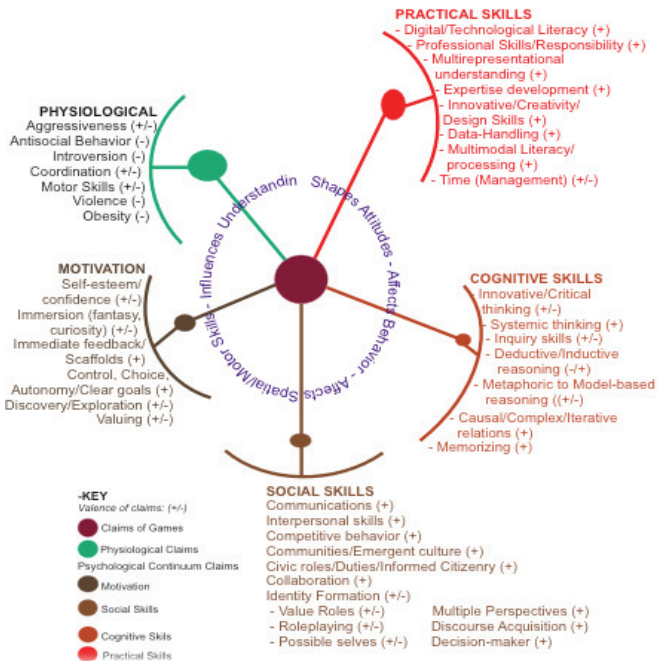 PRACTICAL SKILLS
- Digital/Technological Literacy (+)
- Professional Skills/Responsibility (+)
- Multirepresentational
understanding (+)
- Expertise development (+)
- Innovative/Creativity/
Design Skills (+)
- Data-Handling (+)
- Multimodal Literacy/
processing (+)
- Time (Management) (+/-)
PHYSIOLOGICAL
Aggressiveness (+/-)
Antisocial Behavior (-)
Introversion (-)
Coordination (+/-)
Motor Skills (+/-)
Violence (-)
Obesity (-)
Shapes Attitudes - Affects Behavior - Affects Spatial/Motor Skills - Influences Understandin
MOTIVATION
Self-esteem/
confidence (+/-)
Immersion (fantasy,
curiosity) (+/-)
Immediate feedback/
Scaffolds (+)
Control, Choice,
Autonomy/Clear goals (+)
Discovery/Exploration (+/-)
Valuing (+/-)
COGNITIVE SKILLS
Innovative/Critical
thinking (+/-)
- Systemic thinking (+)
- Inquiry skills (+/-)
- Deductive/Inductive
reasoning (-/+)
- Metaphoric to Model-based
reasoning ((+/-)
- Causal/Complex/Iterative
relations (+)
- Memorizing (+)
SOCIAL SKILLS
Communications (+)
Interpersonal skills (+)
Competitive behavior (+)
Communities/Emergent culture (+)
Civic roles/Duties/Informed Citizenry (+)
Collaboration (+)
Identity Formation (+/-)
- Value Roles (+/-) Multiple Perspectives (+)
- Roleplaying (+/-) Discourse Acquisition (+)
- Possible selves (+/-) Decision-maker (+)
-KEY
Valence of claims: (+/-)
Claims of Games
Physiological Claims
Psychological Continuum Claims
Motivation
Social Skills
Cognitive Skils
Practical Skills